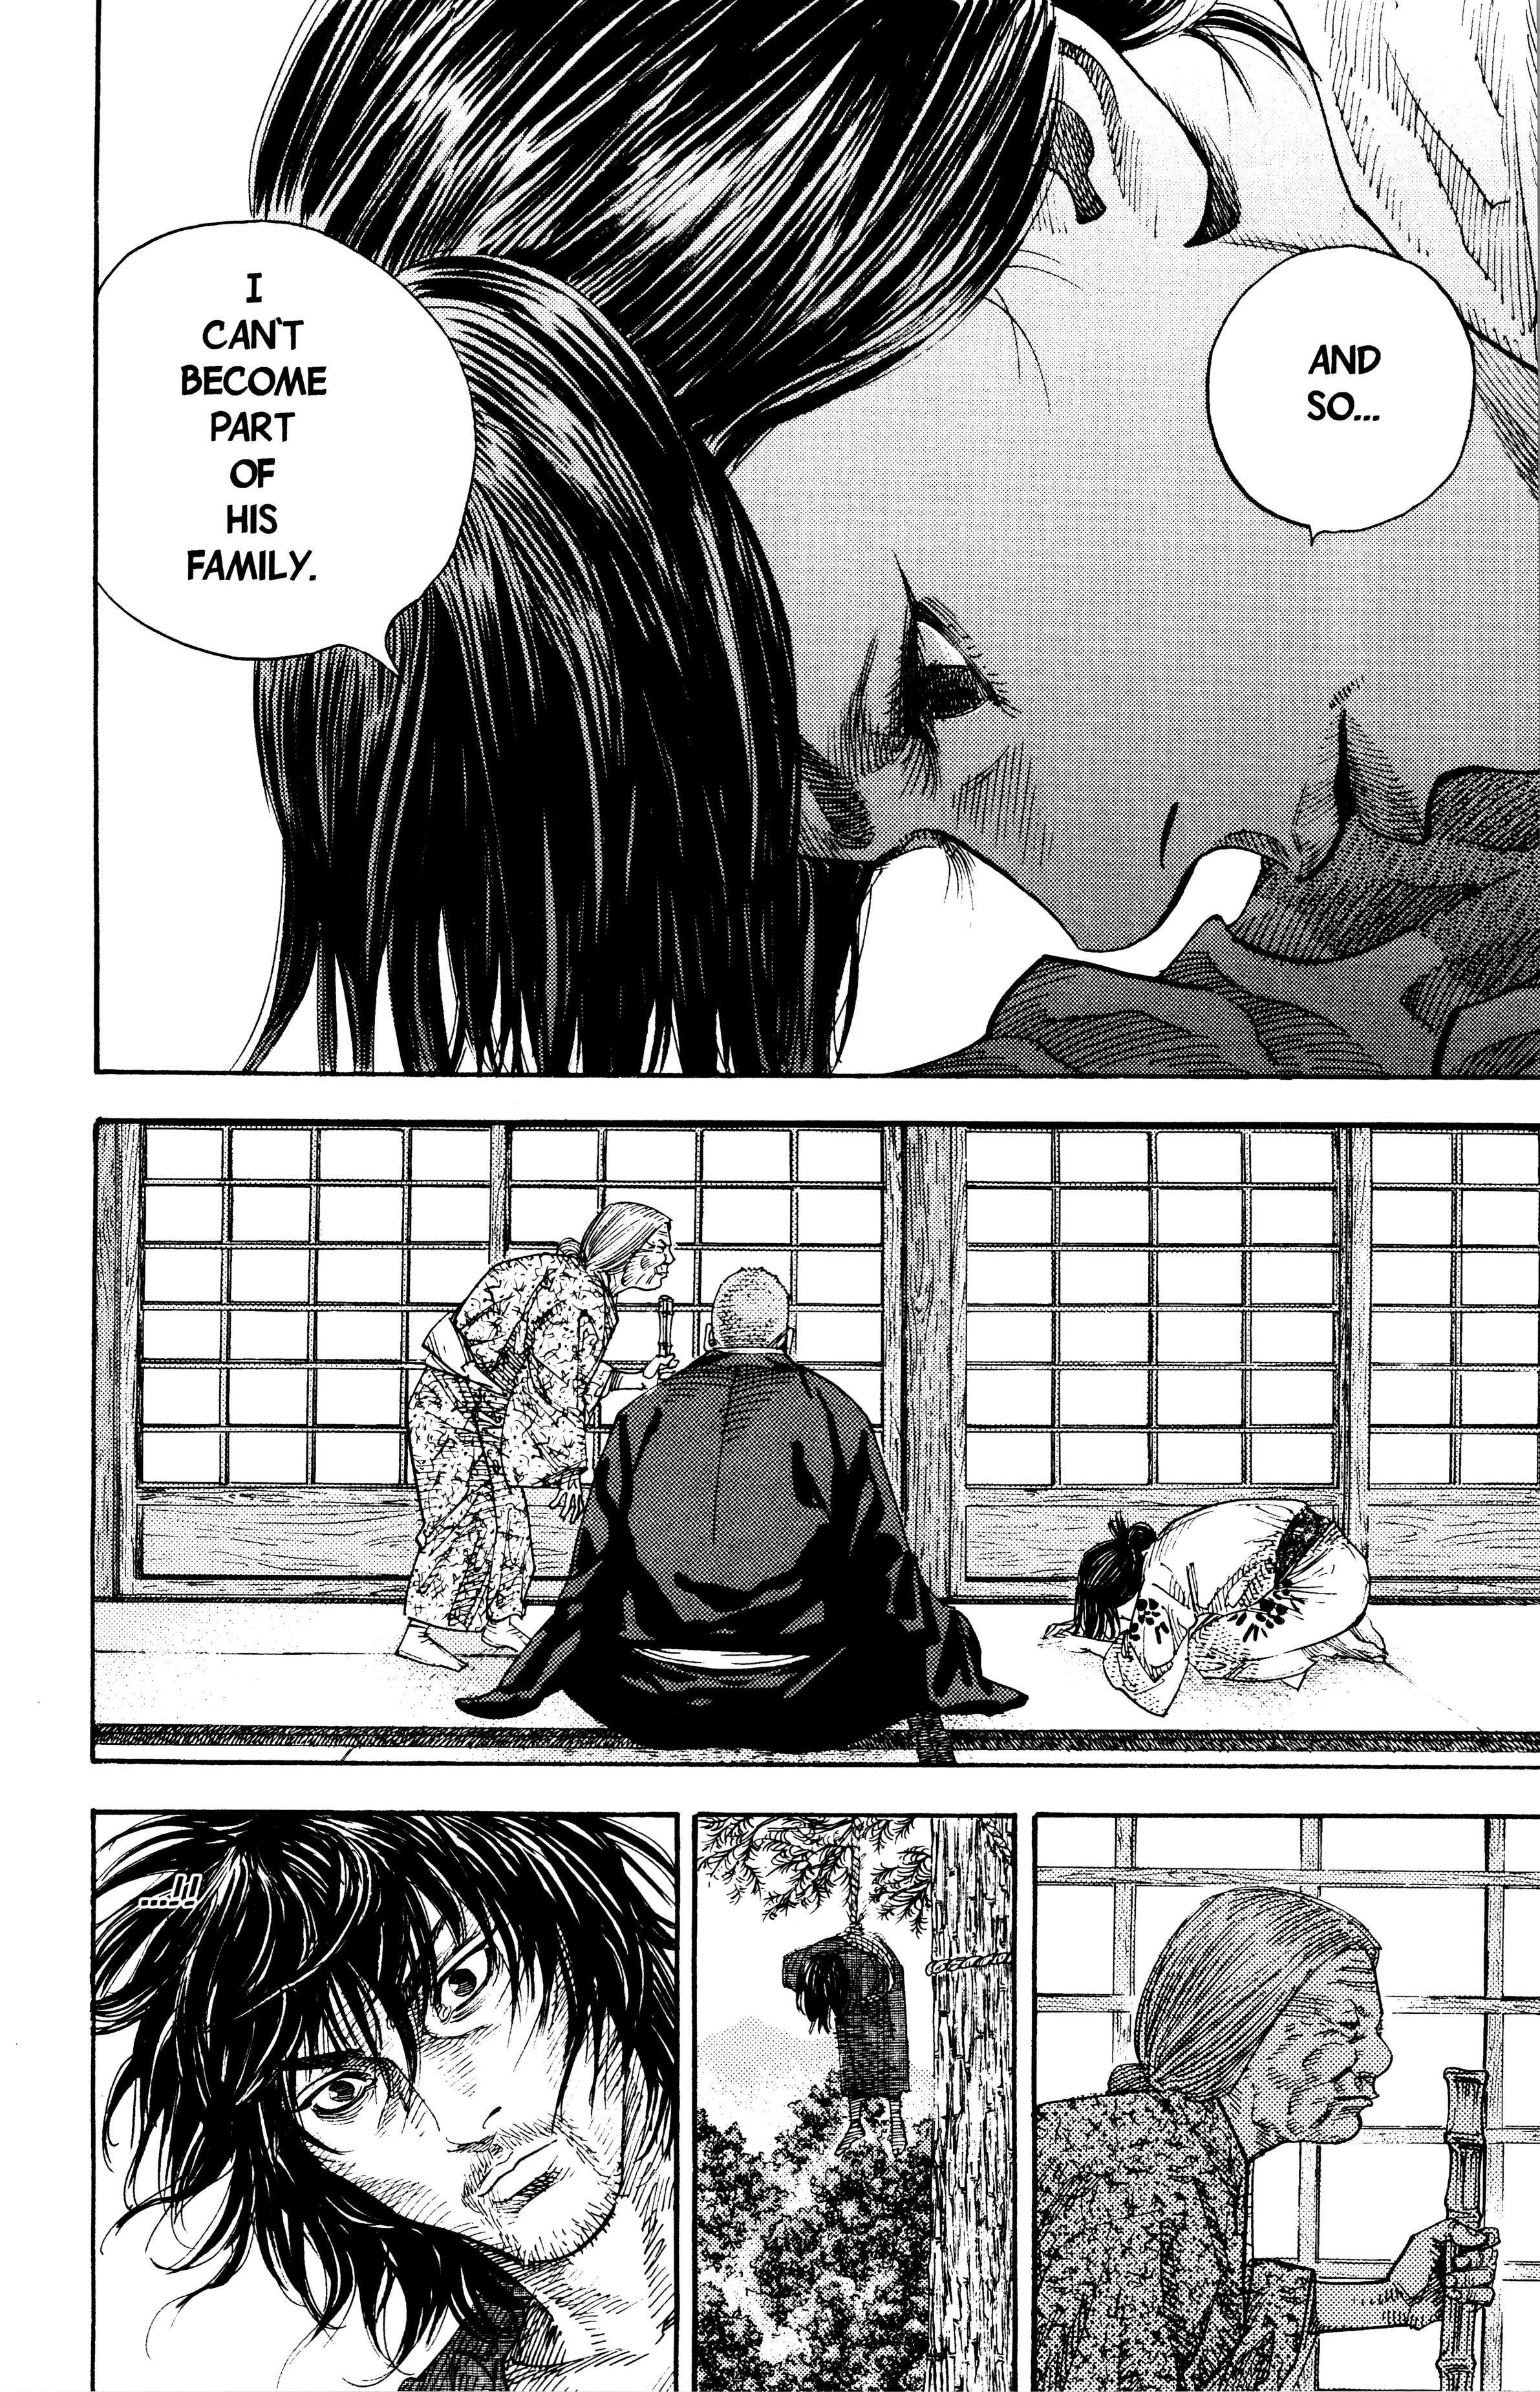 AND
SO...
I
CAN'T
BECOME
PART
OF
HIS
FAMILY.
...!!